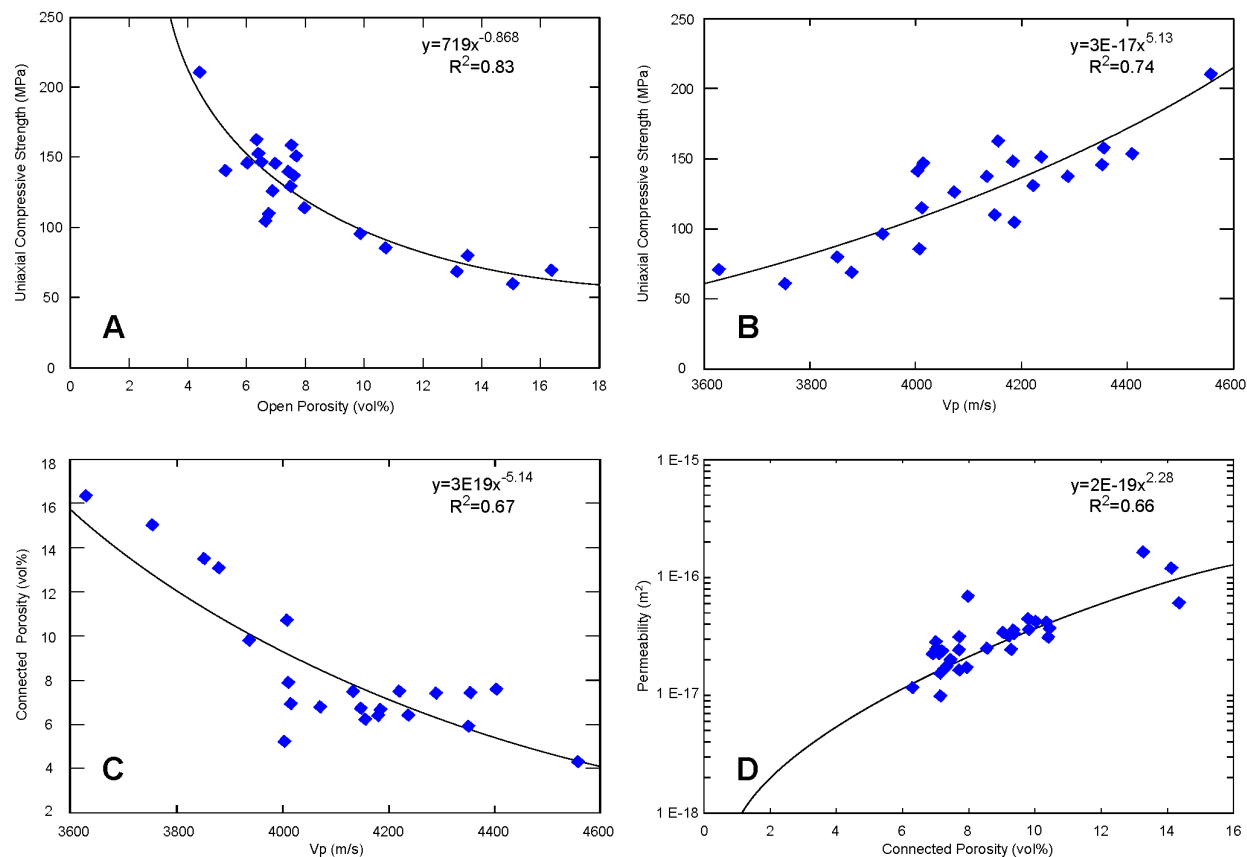 250
200
150
100
50
0
Uniaxial Compressive Strength (MPa)
y=719x^-0.868
R^2=0.83
A
0 2 4 6 8 10 12 14 16 18
Open Porosity (vol%)
250
200
150
100
50
0
Uniaxial Compressive Strength (MPa)
y=3E-17x^5.13
R^2=0.74
B
3600 3800 4000 4200 4400 4600
Vp (m/s)
18
16
14
12
10
8
6
4
2
Connected Porosity (vol%)
y=3E19x^-5.14
R^2=0.67
C
3600 3800 4000 4200 4400 4600
Vp (m/s)
1 E-15
1 E-16
1 E-17
1 E-18
Permeability (m^2)
y=2E-19x^2.28
R^2=0.66
D
0 2 4 6 8 10 12 14 16
Connected Porosity (vol%)